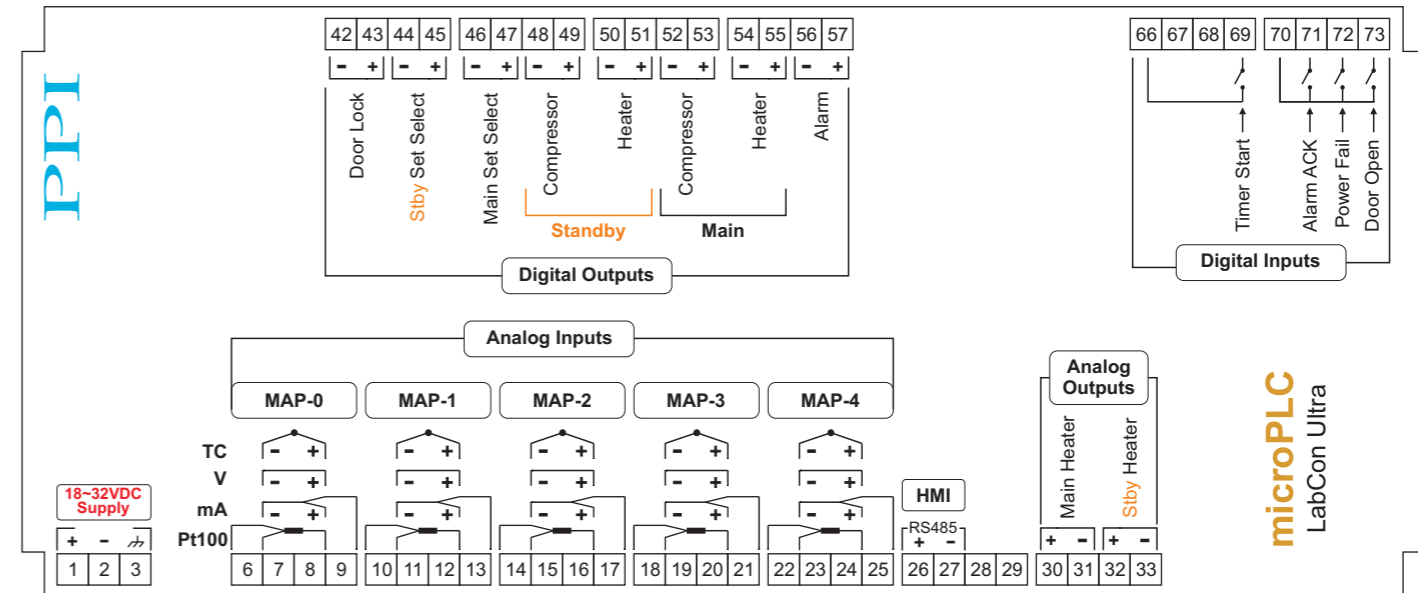 42 43 44 45 46 47 48 49 50 51 52 53 54 55 56 57
- + - + - + - + - + - + - + - +
Door Lock
Stby Set Select
Main Set Select
Compressor
Heater
Compressor
Heater
Alarm
Standby
Main
Digital Outputs
66 67 68 69 70 71 72 73
Timer Start
Alarm ACK
Power Fail
Door Open
Digital Inputs
PPI
Analog Inputs
MAP-0 MAP-1 MAP-2 MAP-3 MAP-4
TC - + - + - + - + - +
V - + - + - + - + - +
mA - + - + - + - + - +
Pt100
18~32VDC
Supply
+ -
1 2 3
6 7 8 9 10 11 12 13 14 15 16 17 18 19 20 21 22 23 24 25
HMI
RS485
+ -
26 27 28 29
Analog
Outputs
Main Heater
Stby Heater
+ - + -
30 31 32 33
microPLC
LabCon Ultra